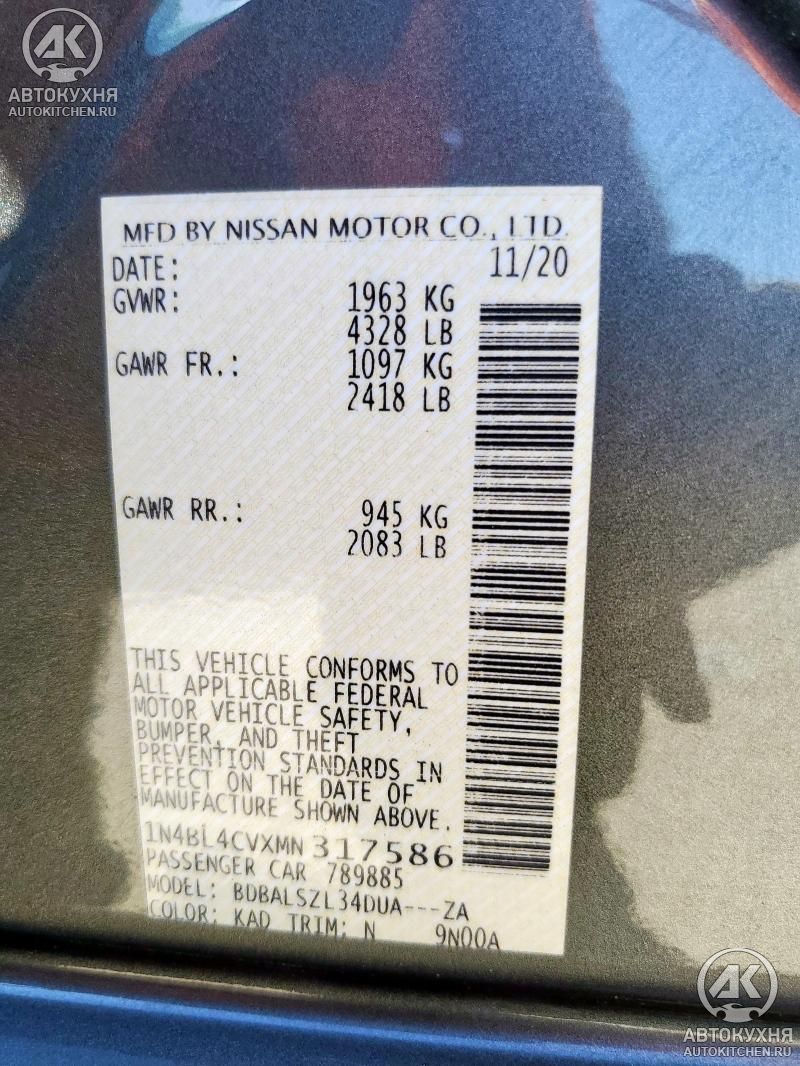 AK
АВТОКУХНЯ
AUTOKITCHEN.RU
MFD BY NISSAN MOTOR CO., LTD.
DATE: 11/20
GVWR: 1963 KG
4328 LB
GAWR FR.: 1097 KG
2418 LB
GAWR RR.: 945 KG
2083 LB
THIS VEHICLE CONFORMS TO
ALL APPLICABLE FEDERAL
MOTOR VEHICLE SAFETY,
BUMPER, AND THEFT
PREVENTION STANDARDS IN
EFFECT ON THE DATE OF
MANUFACTURE SHOWN ABOVE.
1N4BL4CVXMN317586
PASSENGER CAR 789885
MODEL: BDBALSZL34DUA---ZA
COLOR: KAD TRIM: N 9N00A
AK
АВТОКУХНЯ
AUTOKITCHEN.RU